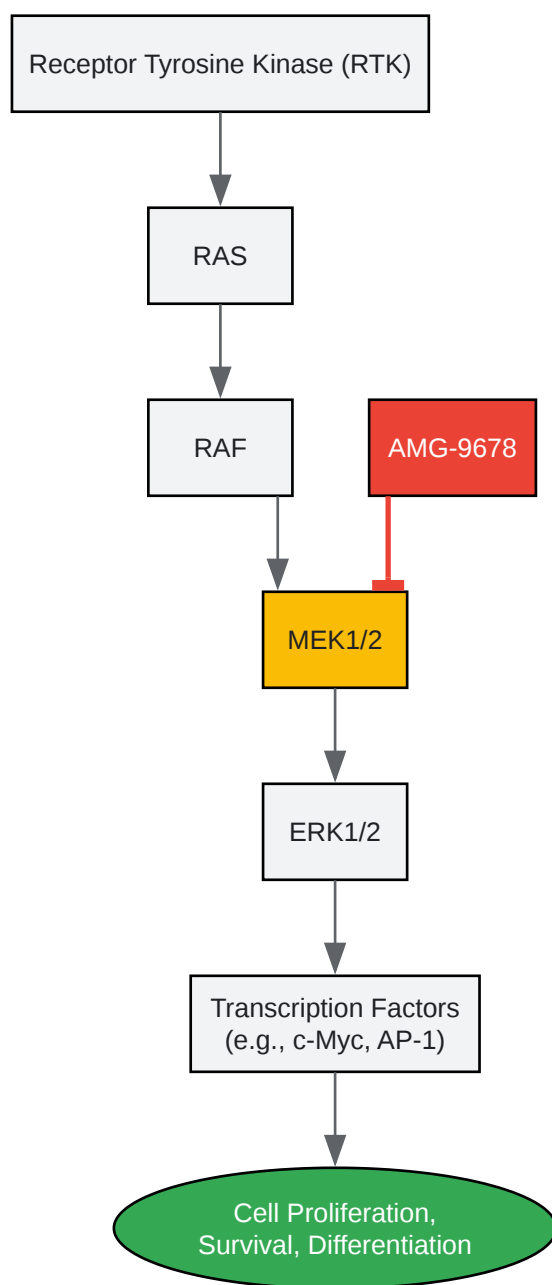 Receptor Tyrosine Kinase (RTK)
RAS
RAF
AMG-9678
MEK1/2
ERK1/2
Transcription Factors
(e.g., c-Myc, AP-1)
Cell Proliferation,
Survival, Differentiation